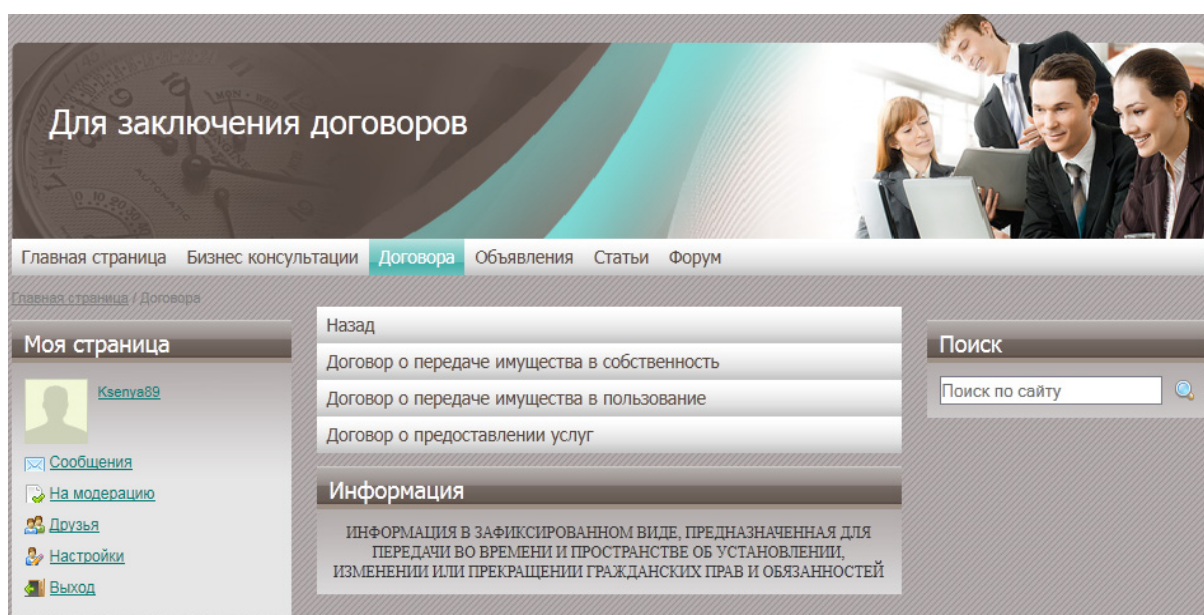 Для заключения договоров
Главная страница Бизнес консультации Договора Объявления Статьи Форум
Главная страница / Договора
Моя страница
Ksenya89
Сообщения
На модерацию
Друзья
Настройки
Выход
Назад
Договор о передаче имущества в собственность
Договор о передаче имущества в пользование
Договор о предоставлении услуг
Информация
ИНФОРМАЦИЯ В ЗАФИКСИРОВАННОМ ВИДЕ, ПРЕДНАЗНАЧЕННАЯ ДЛЯ
ПЕРЕДАЧИ ВО ВРЕМЕНИ И ПРОСТРАНСТВЕ ОБ УСТАНОВЛЕНИИ,
ИЗМЕНЕНИИ ИЛИ ПРЕКРАЩЕНИИ ГРАЖДАНСКИХ ПРАВ И ОБЯЗАННОСТЕЙ
Поиск
Поиск по сайту